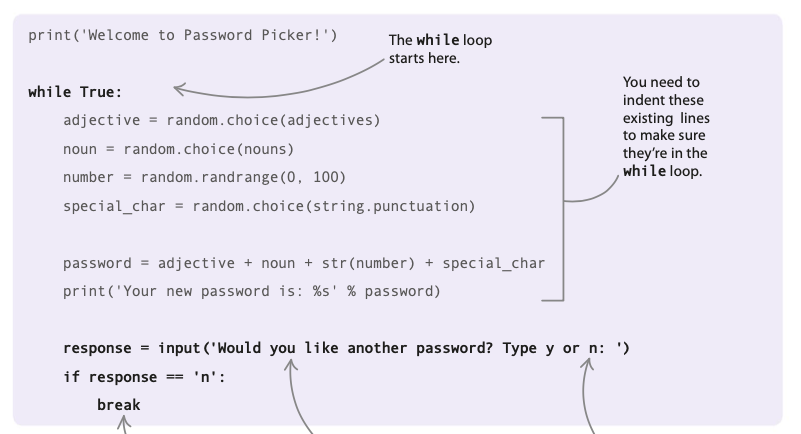 print('Welcome to Password Picker!')
The while loop
starts here.
while True:
adjective = random.choice(adjectives)
noun = random.choice(nouns)
number = random.randrange(0, 100)
special_char = random.choice(string.punctuation)
password = adjective + noun + str(number) + special_char
print('Your new password is: %s' % password)
You need to
indent these
existing lines
to make sure
they're in the
while loop.
response = input('Would you like another password? Type y or n: ')
if response == 'n':
break